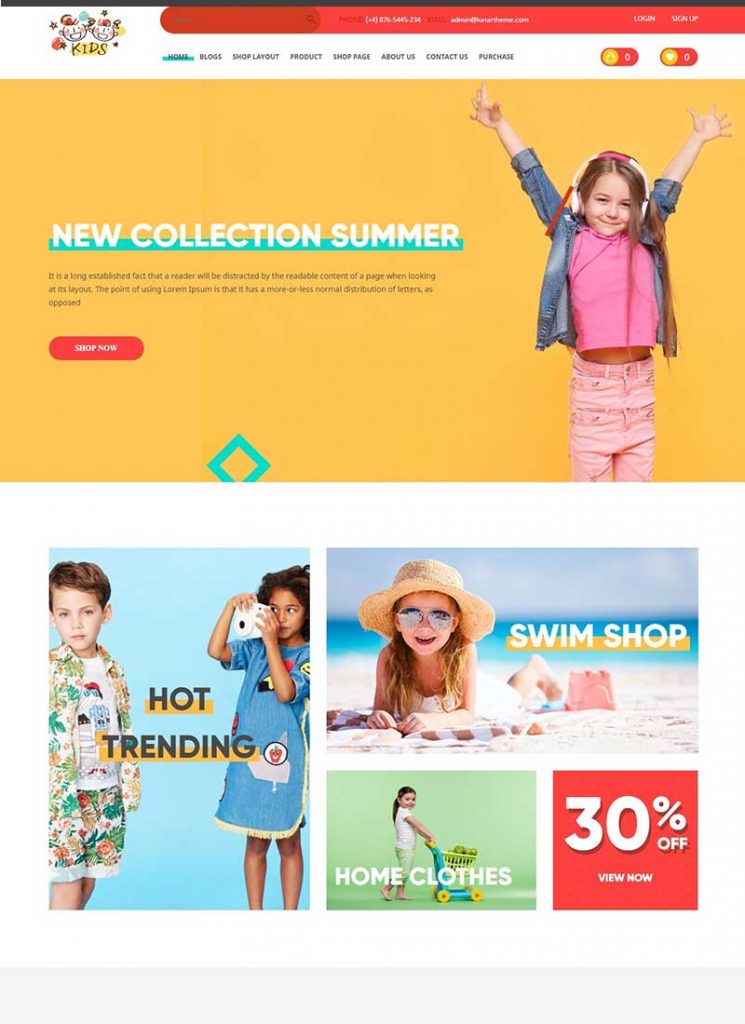 KIDS
PHONE: (+4) 876-5445-234 EMAIL: admin@lunartheme.com
LOGIN SIGN UP
HOME BLOGS SHOP LAYOUT PRODUCT SHOP PAGE ABOUT US CONTACT US PURCHASE
0 0
NEW COLLECTION SUMMER
It is a long established fact that a reader will be distracted by the readable content of a page when looking
at its layout. The point of using Lorem Ipsum is that it has a more-or-less normal distribution of letters, as
opposed
SHOP NOW
HOT
TRENDING
SWIM SHOP
HOME CLOTHES
30%
OFF
VIEW NOW